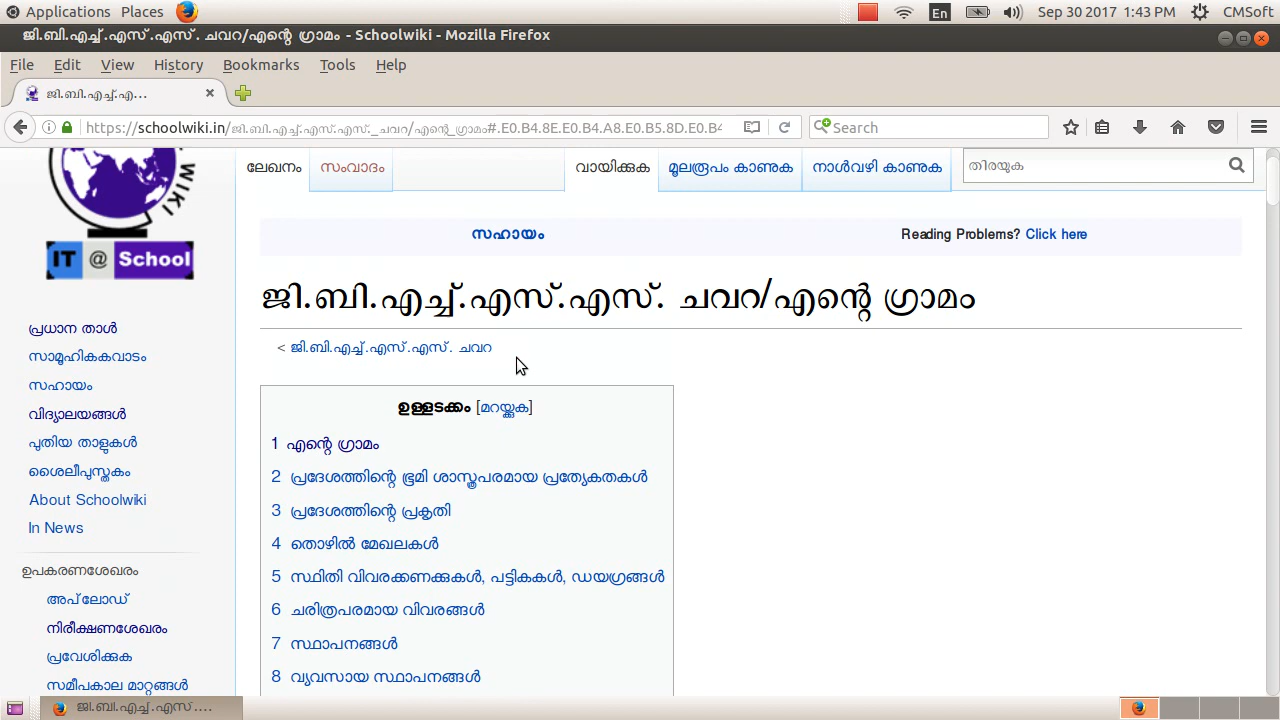 Applications Places En Sep 30 2017 1:43 PM CMSoft
ജി.ബി.എച്ച്.എസ്.എസ്. ചവറ/എന്റെ ഗ്രാമം - Schoolwiki - Mozilla Firefox
File Edit View History Bookmarks Tools Help
ജി.ബി.എച്ച്.എ...
https://schoolwiki.in/ജി.ബി.എച്ച്.എസ്.എസ്._ചവറ/എന്റെ_ഗ്രാമം#.E0.B4.8E.E0.B4.A8.E0.B5.8D.E0.B4 Search
WIKI
IT @ School
ലേഖനം സംവാദം വായിക്കുക മൂലരൂപം കാണുക നാൾവഴി കാണുക തിരയുക
സഹായം Reading Problems? Click here
ജി.ബി.എച്ച്.എസ്.എസ്. ചവറ/എന്റെ ഗ്രാമം
< ജി.ബി.എച്ച്.എസ്.എസ്. ചവറ
ഉള്ളടക്കം [മറയ്ക്കുക]
1 എന്റെ ഗ്രാമം
2 പ്രദേശത്തിന്റെ ഭൂമി ശാസ്ത്രപരമായ പ്രത്യേകതകൾ
3 പ്രദേശത്തിന്റെ പ്രകൃതി
4 തൊഴിൽ മേഖലകൾ
5 സ്ഥിതി വിവരക്കണക്കുകൾ, പട്ടികകൾ, ഡയഗ്രങ്ങൾ
6 ചരിത്രപരമായ വിവരങ്ങൾ
7 സ്ഥാപനങ്ങൾ
8 വ്യവസായ സ്ഥാപനങ്ങൾ
പ്രധാന താൾ
സാമൂഹികകവാടം
സഹായം
വിദ്യാലയങ്ങൾ
പുതിയ താളുകൾ
ശൈലീപുസ്തകം
About Schoolwiki
In News
ഉപകരണശേഖരം
അപ്‌ലോഡ്
നിരീക്ഷണശേഖരം
പ്രവേശിക്കുക
സമീപകാല മാറ്റങ്ങൾ
ജി.ബി.എച്ച്.എസ്....